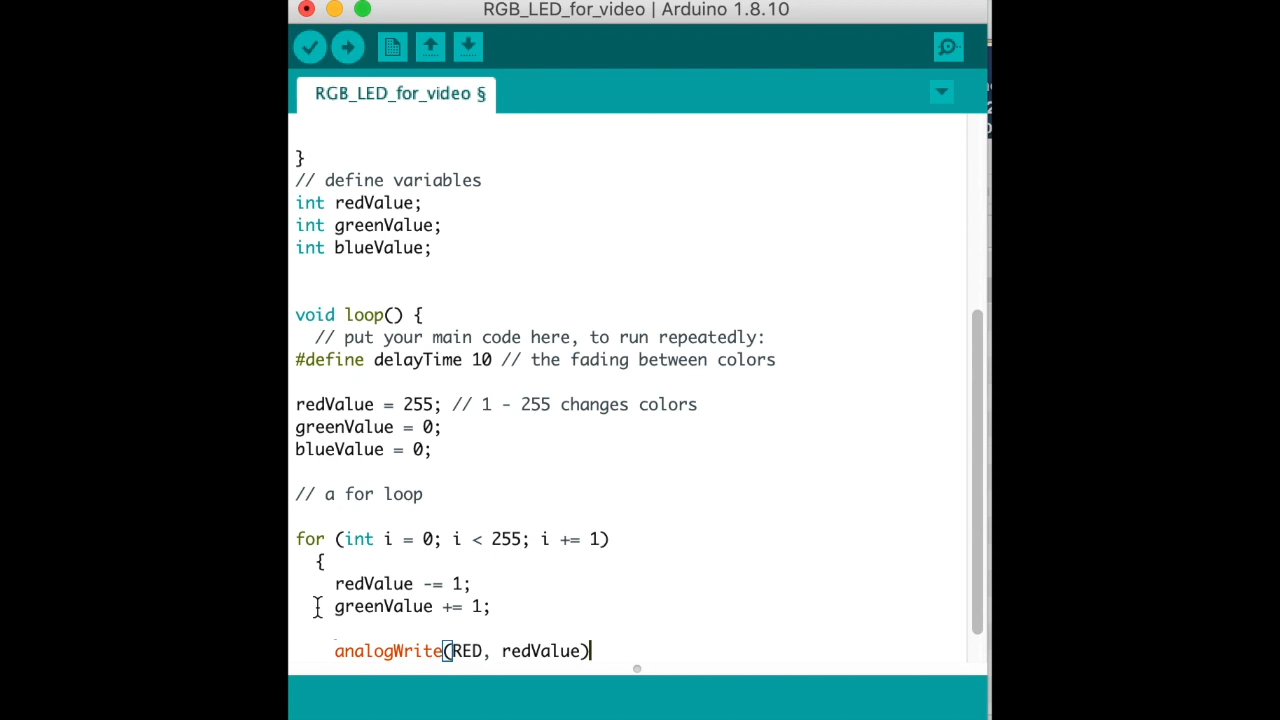 RGB_LED_for_video | Arduino 1.8.10
RGB_LED_for_video §
}
// define variables
int redValue;
int greenValue;
int blueValue;
void loop() {
// put your main code here, to run repeatedly:
#define delayTime 10 // the fading between colors
redValue = 255; // 1 - 255 changes colors
greenValue = 0;
blueValue = 0;
// a for loop
for (int i = 0; i < 255; i += 1)
{
redValue -= 1;
greenValue += 1;
analogWrite(RED, redValue)